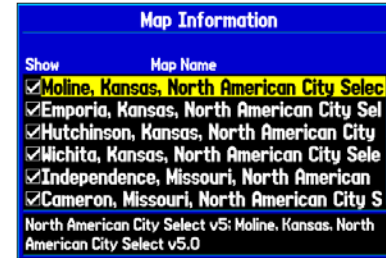 Map Information
Show Map Name
Moline, Kansas, North American City Selec
Emporia, Kansas, North American City Sel
Hutchinson, Kansas, North American City
Wichita, Kansas, North American City Sele
Independence, Missouri, North American
Cameron, Missouri, North American City S
North American City Select v5; Moline, Kansas, North
American City Select v5.0